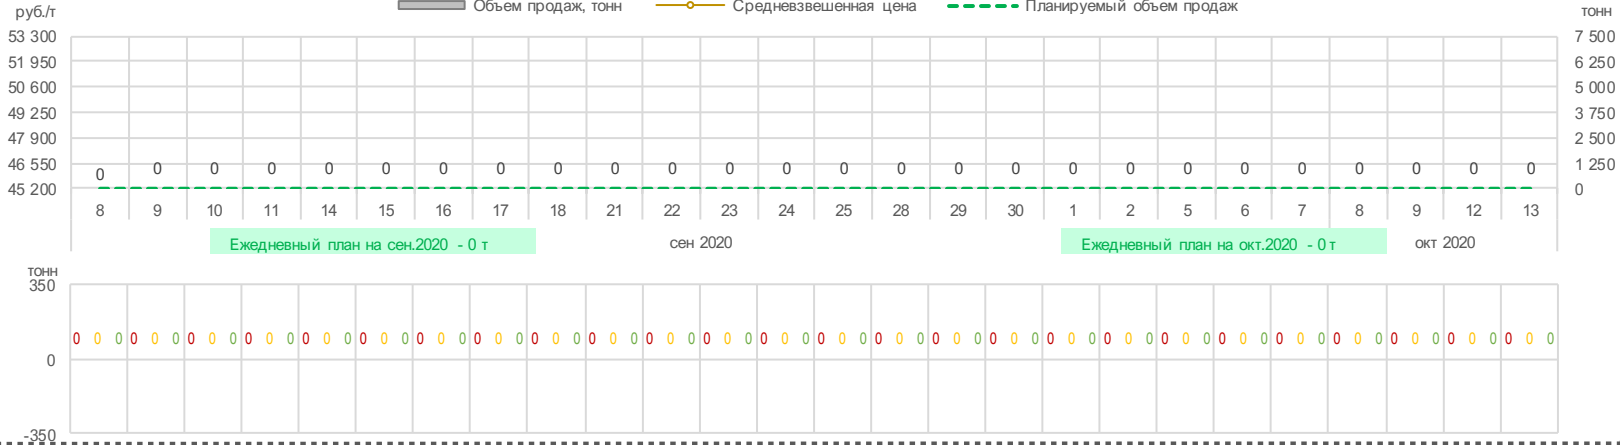 руб./т Объем продаж, тонн Средневзвешенная цена Планируемый объем продаж тонн
53 300 7 500
51 950 6 250
50 600 5 000
49 250 3 750
47 900 2 500
46 550 0 0 0 0 0 0 0 0 0 0 0 0 0 0 0 0 0 0 0 0 0 0 0 0 0 0 1 250
45 200 0
8 9 10 11 14 15 16 17 18 21 22 23 24 25 28 29 30 1 2 5 6 7 8 9 12 13
Ежедневный план на сен.2020 - 0 т сен 2020 Ежедневный план на окт.2020 - 0 т окт 2020
тонн
350
0 0 0 0 0 0 0 0 0 0 0 0 0 0 0 0 0 0 0 0 0 0 0 0 0 0 0 0 0 0 0 0 0 0 0 0 0 0 0 0 0 0 0 0 0 0 0 0 0 0 0 0 0 0 0 0 0 0 0 0 0 0 0 0 0 0 0 0 0 0 0 0 0 0 0 0 0 0
0
-350